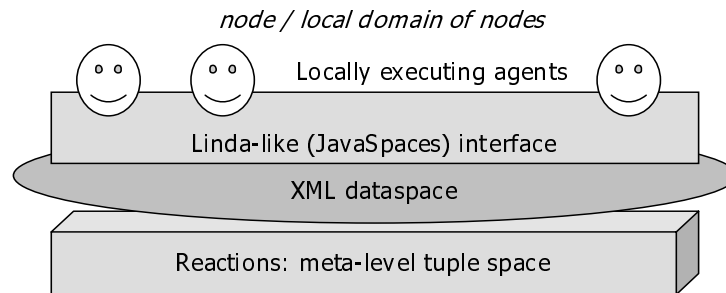 node / local domain of nodes
Locally executing agents
Linda-like (JavaSpaces) interface
XML dataspace
Reactions: meta-level tuple space